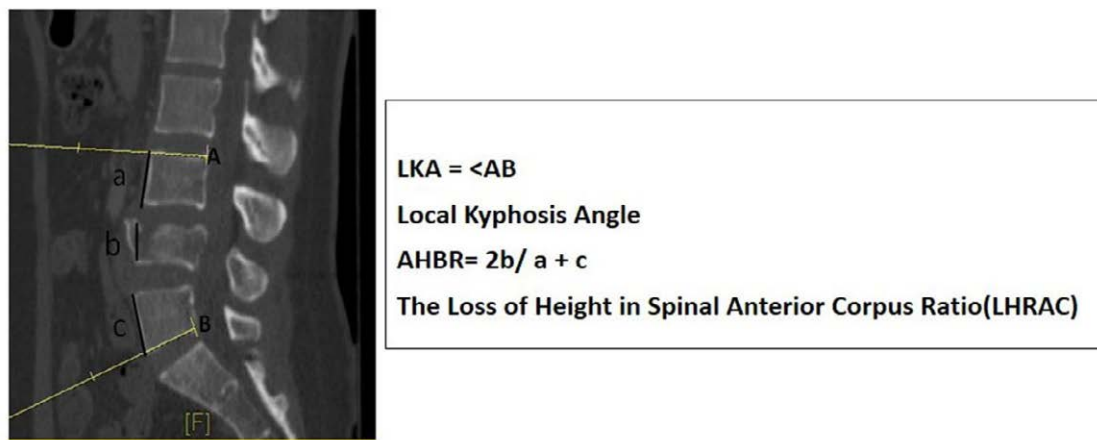 A
a
b
c
B
[F]
LKA = <AB
Local Kyphosis Angle
AHBR= 2b/ a + c
The Loss of Height in Spinal Anterior Corpus Ratio(LHRAC)